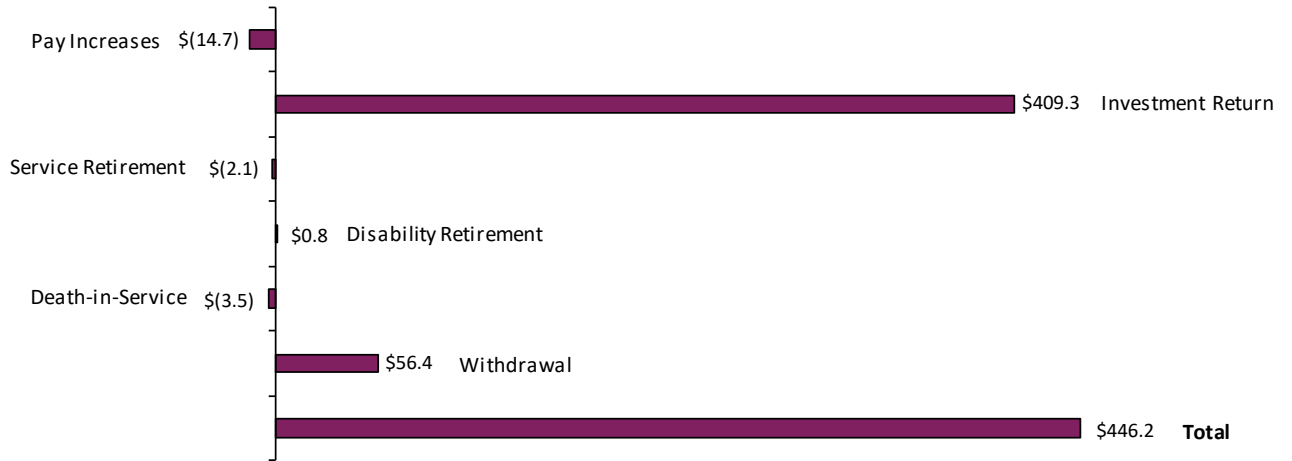 Pay Increases $(14.7)
$409.3 Investment Return
Service Retirement $(2.1)
$0.8 Disability Retirement
Death-in-Service $(3.5)
$56.4 Withdrawal
$446.2 Total